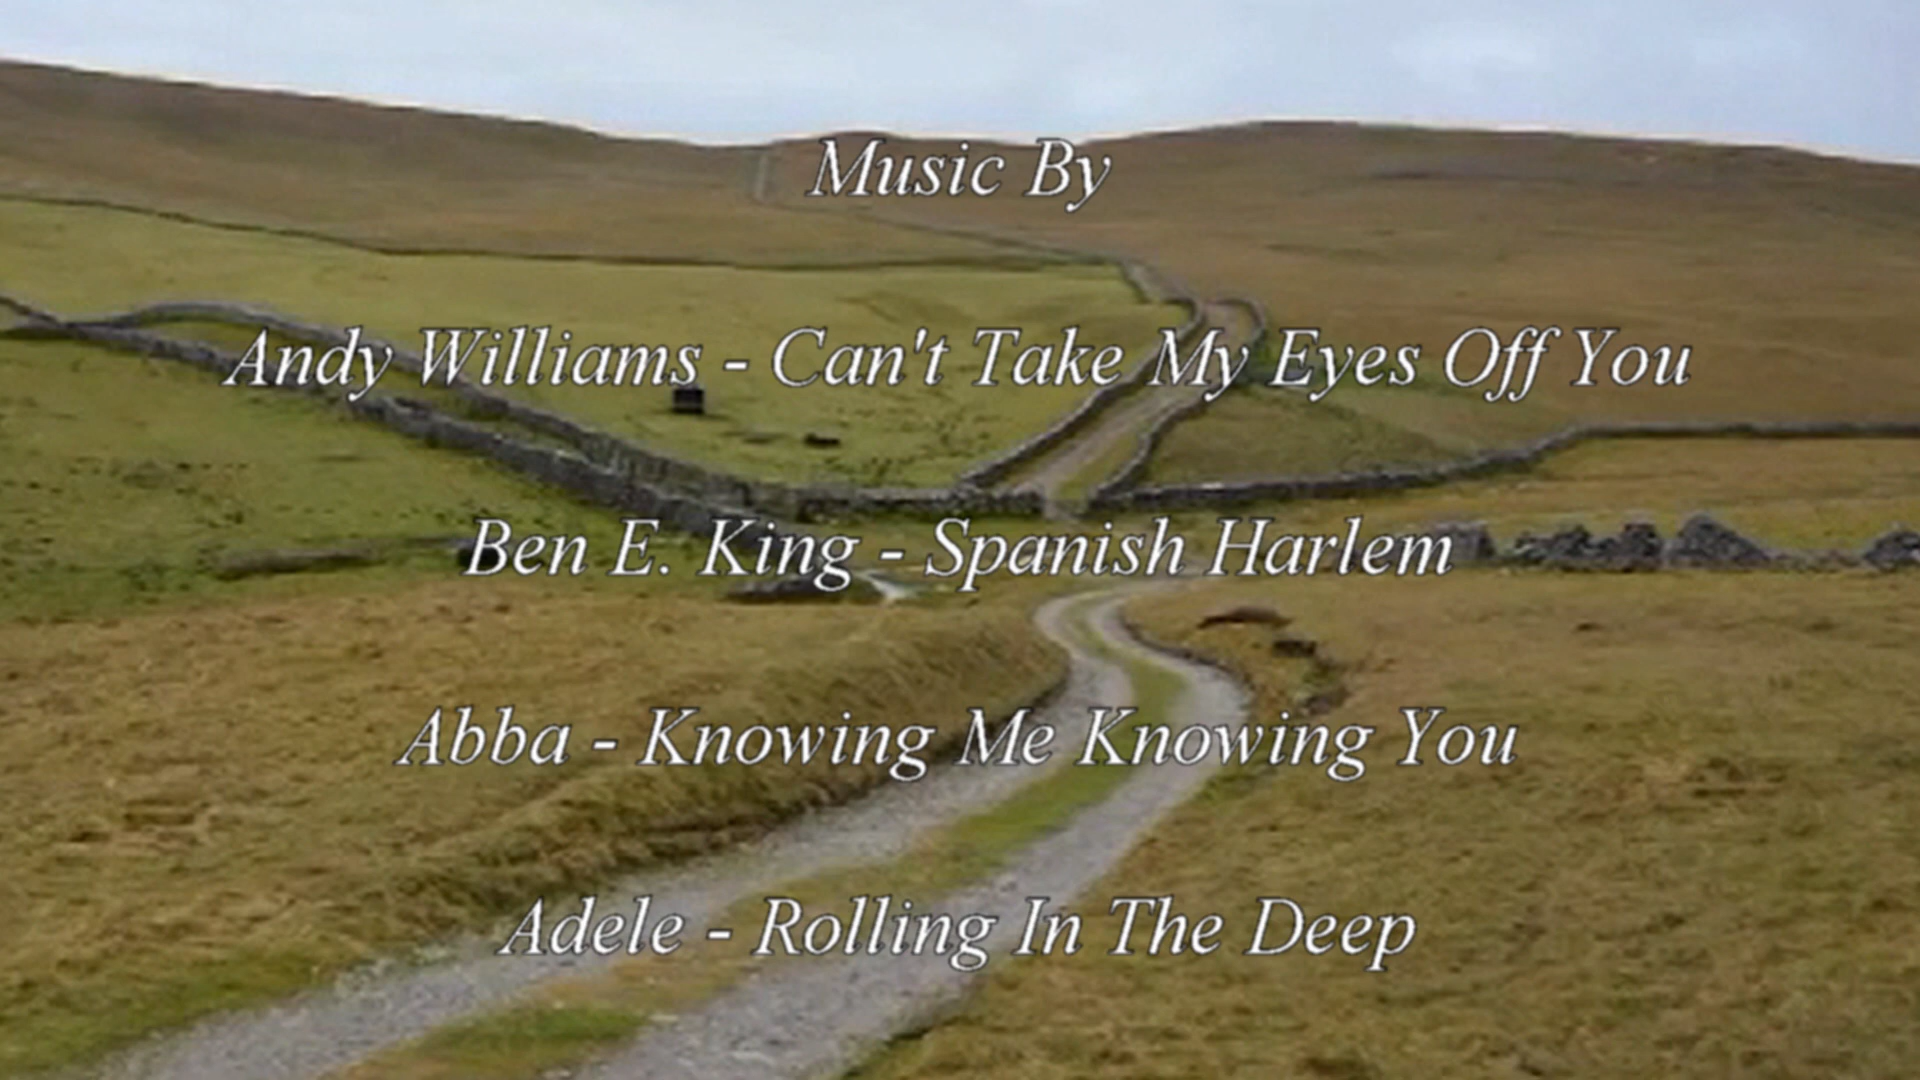 Music By
Andy Williams - Can't Take My Eyes Off You
Ben E. King - Spanish Harlem
Abba - Knowing Me Knowing You
Adele - Rolling In The Deep